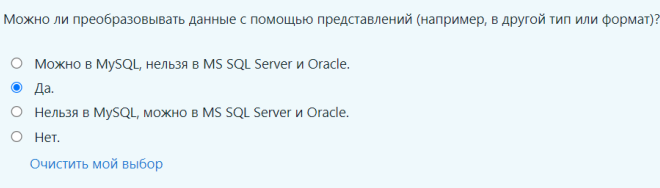 Можно ли преобразовывать данные с помощью представлений (например, в другой тип или формат)?
Можно в MySQL, нельзя в MS SQL Server и Oracle.
Да.
Нельзя в MySQL, можно в MS SQL Server и Oracle.
Нет.
Очистить мой выбор